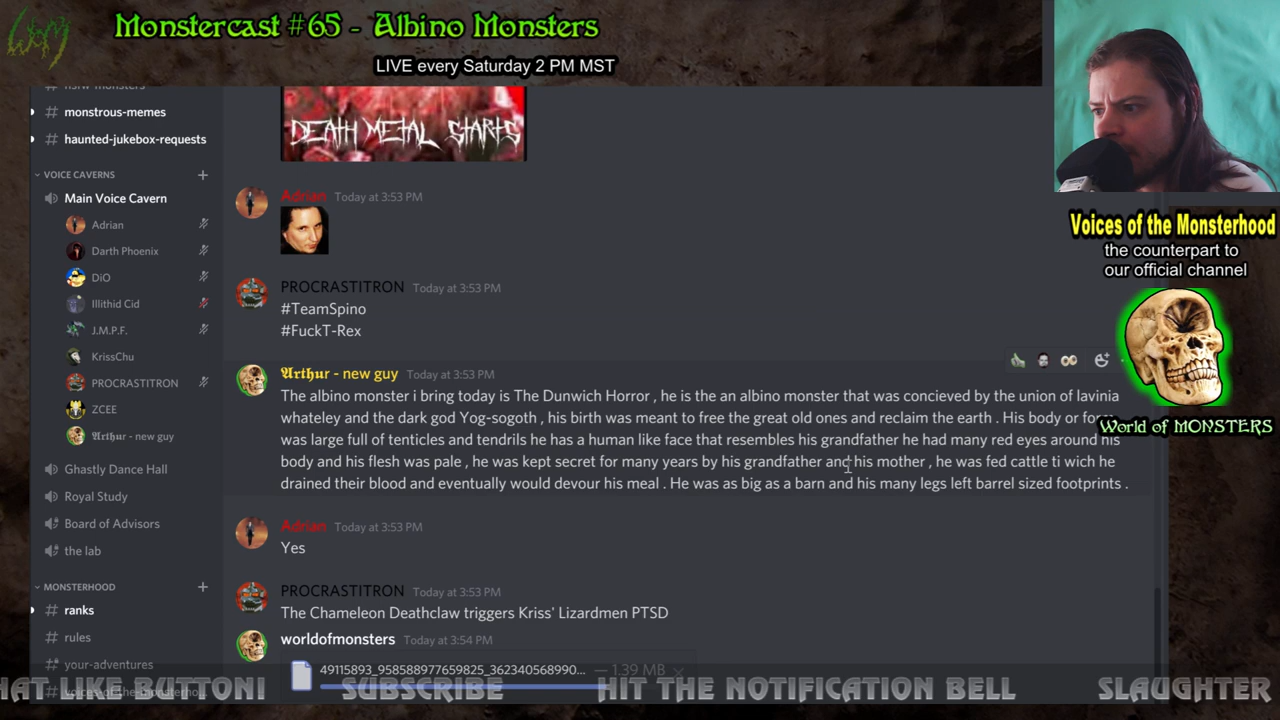 WoM
Monstercast #65 - Albino Monsters
LIVE every Saturday 2 PM MST
# nsfw-monsters
# monstrous-memes
# haunted-jukebox-requests
VOICE CAVERNS +
Main Voice Cavern
Adrian
Darth Phoenix
DiO
Illithid Cid
J.M.P.F.
KrissChu
PROCRASTITRON
ZCEE
𝕬𝖗𝖙𝖍𝖚𝖗 - new guy
Ghastly Dance Hall
Royal Study
Board of Advisors
the lab
MONSTERHOOD +
# ranks
# rules
# your-adventures
DEATH METAL STARTS
Adrian Today at 3:53 PM
PROCRASTITRON Today at 3:53 PM
#TeamSpino
#FuckT-Rex
𝕬𝖗𝖙𝖍𝖚𝖗 - new guy Today at 3:53 PM
The albino monster i bring today is The Dunwich Horror , he is the an albino monster that was concieved by the union of lavinia
whateley and the dark god Yog-sogoth , his birth was meant to free the great old ones and reclaim the earth . His body or
was large full of tenticles and tendrils he has a human like face that resembles his grandfather he had many red eyes around his
body and his flesh was pale , he was kept secret for many years by his grandfather and his mother , he was fed cattle ti wich he
drained their blood and eventually would devour his meal . He was as big as a barn and his many legs left barrel sized footprints .
Adrian Today at 3:53 PM
Yes
PROCRASTITRON Today at 3:53 PM
The Chameleon Deathclaw triggers Kriss' Lizardmen PTSD
worldofmonsters Today at 3:54 PM
49115893_958588977659825_362340568990... — 1.39 MB
Voices of the Monsterhood
the counterpart to
our official channel
World of MONSTERS
HAT LIKE BUTTON! SUBSCRIBE HIT THE NOTIFICATION BELL SLAUGHTER